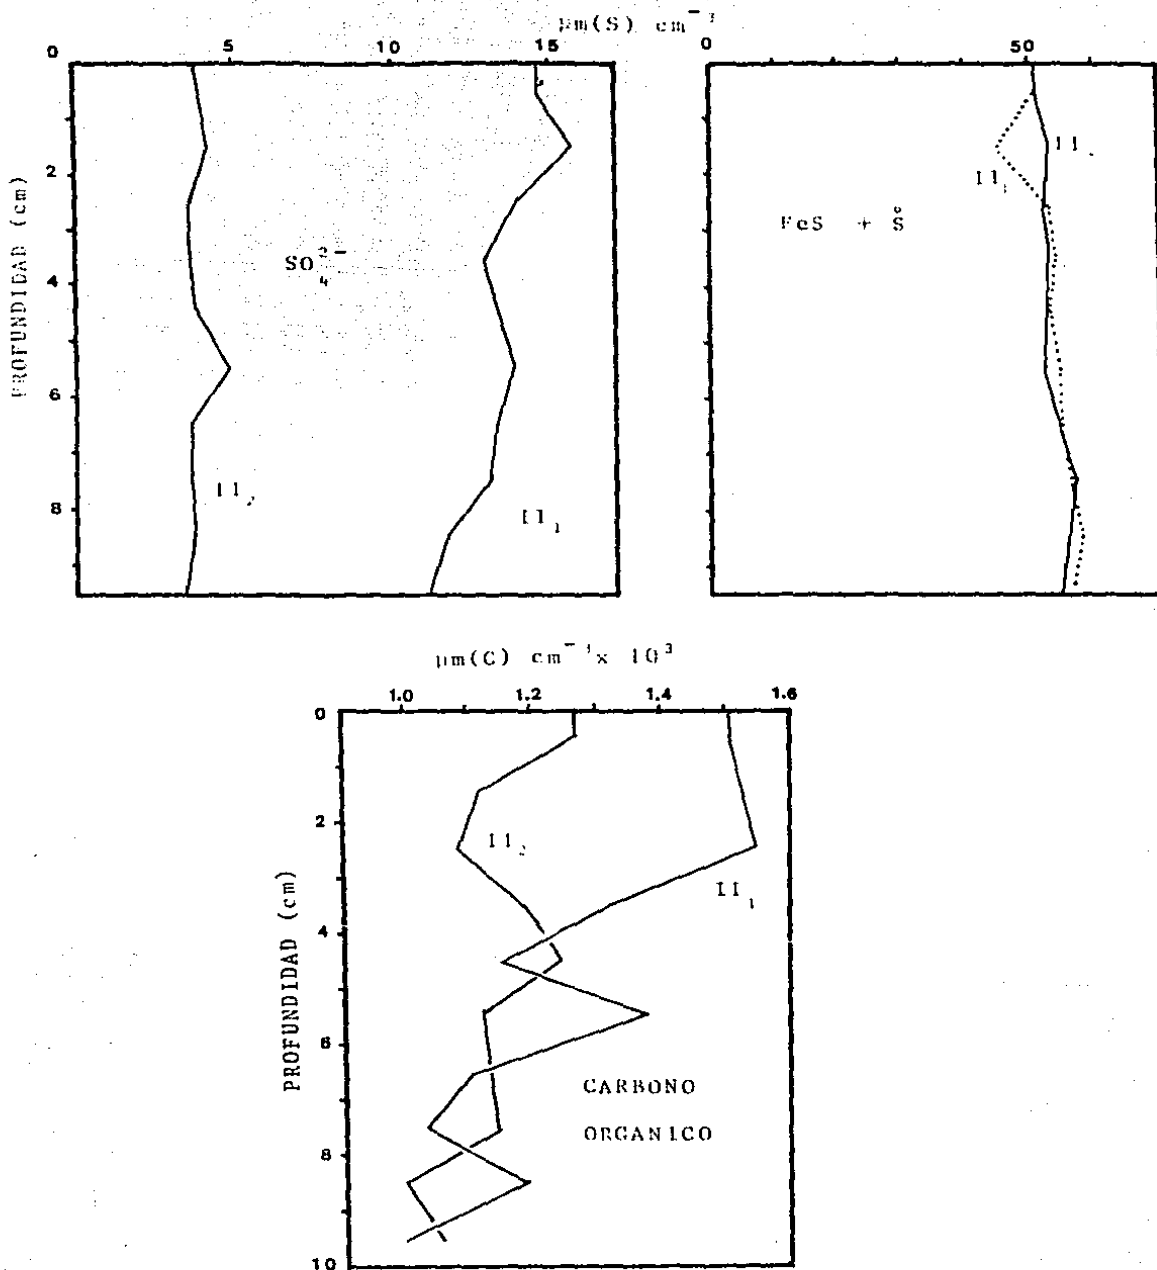 μm(S) cm⁻³
0 5 10 15 0 50
PROFUNDIDAD (cm)
2
4
6
8
SO₄²⁻
II₂
II₁
II
II₁
FeS + S°
μm(C) cm⁻³ x 10³
1.0 1.2 1.4 1.6
0
2
4
6
8
10
PROFUNDIDAD (cm)
II₂
II₁
CARBONO
ORGANICO